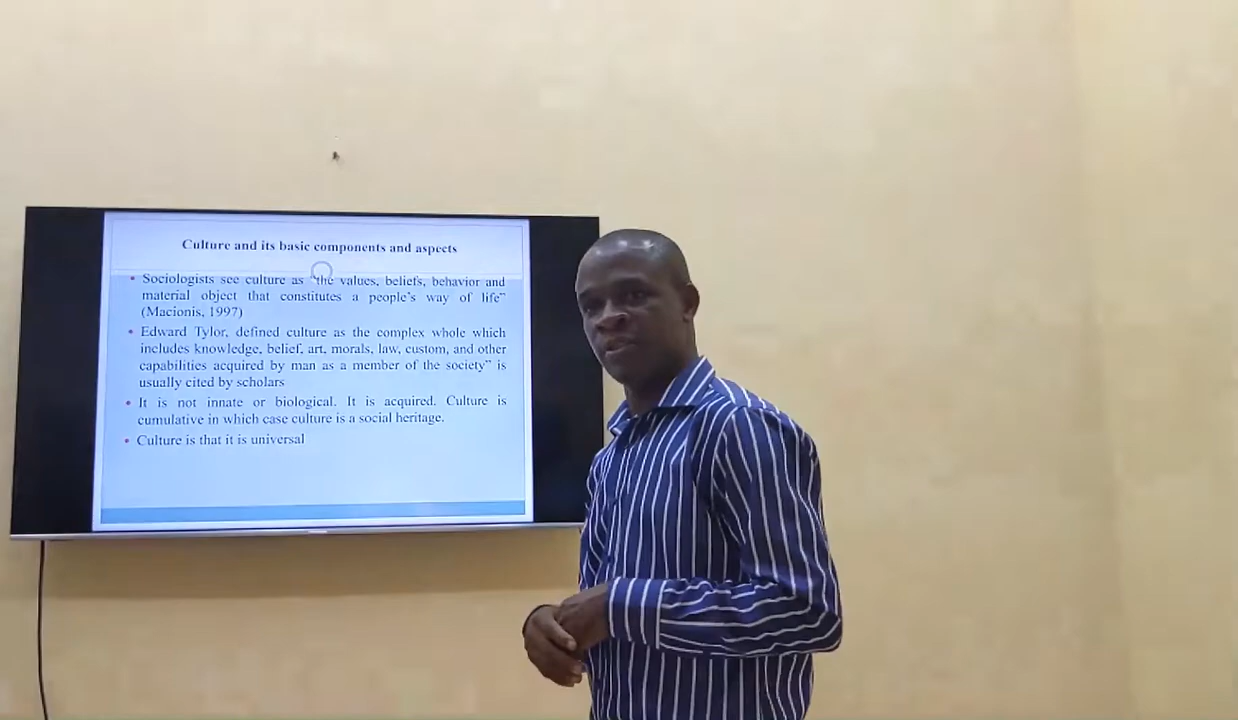 Culture and its basic components and aspects
• Sociologists see culture as "the values, beliefs, behavior and
material object that constitutes a people's way of life"
(Macionis, 1997)
• Edward Tylor, defined culture as the complex whole which
includes knowledge, belief, art, morals, law, custom, and other
capabilities acquired by man as a member of the society" is
usually cited by scholars
• It is not innate or biological. It is acquired. Culture is
cumulative in which case culture is a social heritage.
• Culture is that it is universal